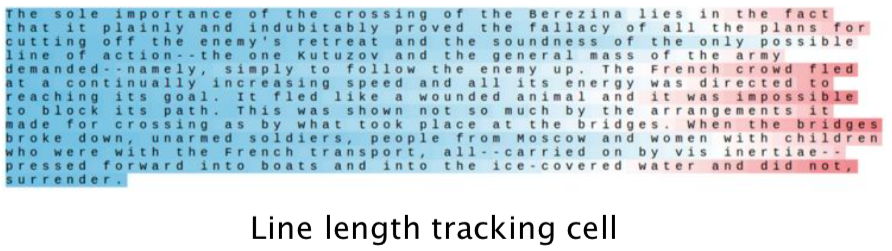 The sole importance of the crossing of the Berezina lies in the fact
that it plainly and indubitably proved the fallacy of all the plans for
cutting off the enemy's retreat and the soundness of the only possible
line of action--the one Kutuzov and the general mass of the army
demanded--namely, simply to follow the enemy up. The French crowd fled
at a continually increasing speed and all its energy was directed to
reaching its goal. It fled like a wounded animal and it was impossible
to block its path. This was shown not so much by the arrangements it
made for crossing as by what took place at the bridges. When the bridges
broke down, unarmed soldiers, people from Moscow and women with children
who were with the French transport, all--carried on by vis inertiae--
pressed forward into boats and into the ice-covered water and did not,
surrender.
Line length tracking cell